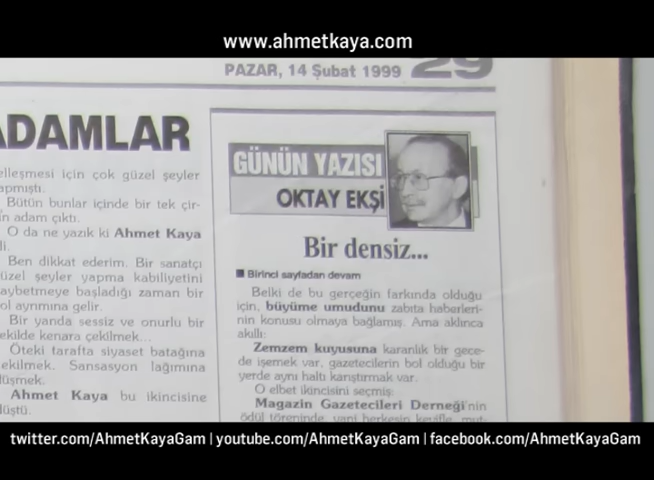 www.ahmetkaya.com
PAZAR, 14 Şubat 1999 29
ADAMLAR
elleşmesi için çok güzel şeyler
apmıştı.
Bütün bunlar içinde bir tek çir-
in adam çıktı.
O da ne yazık ki Ahmet Kaya
di.
Ben dikkat ederim. Bir sanatçı
üzel şeyler yapma kabiliyetini
aybetmeye başladığı zaman bir
ol ayrımına gelir.
Bir yanda sessiz ve onurlu bir
ekilde kenara çekilmek...
Öteki tarafta siyaset batağına
ekilmek. Sansasyon lağımına
üşmek.
Ahmet Kaya bu ikincisine
üştü.
GÜNÜN YAZISI
OKTAY EKŞİ
Bir densiz...
■ Birinci sayfadan devam
Belki de bu gerçeğin farkında olduğu
için, büyüme umudunu zabıta haberleri-
nin konusu olmaya bağlamış. Ama aklınca
akıllı:
Zemzem kuyusuna karanlık bir gece-
de işemek var, gazetecilerin bol olduğu bir
yerde aynı haltı karıştırmak var.
O elbet ikincisini seçmiş:
Magazin Gazetecileri Derneği'nin
ödül töreninde, yani herkesin keyifle, mut-
twitter.com/AhmetKayaGam | youtube.com/AhmetKayaGam | facebook.com/AhmetKayaGam